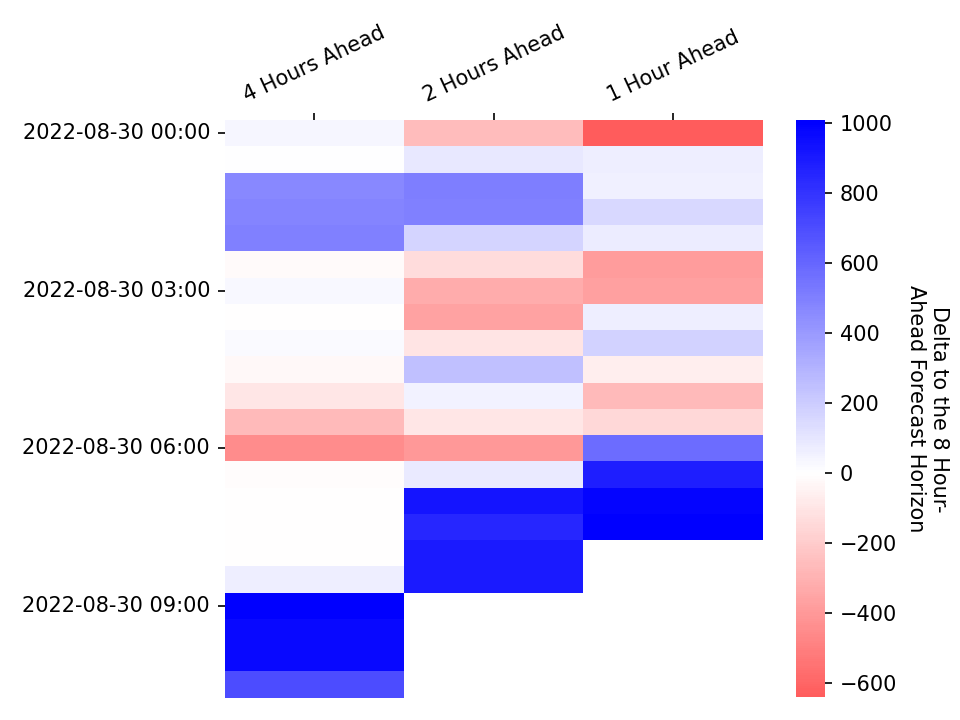 4 Hours Ahead
2 Hours Ahead
1 Hour Ahead
2022-08-30 00:00
2022-08-30 03:00
2022-08-30 06:00
2022-08-30 09:00
1000
800
600
400
200
0
−200
−400
−600
Delta to the 8 Hour-
Ahead Forecast Horizon